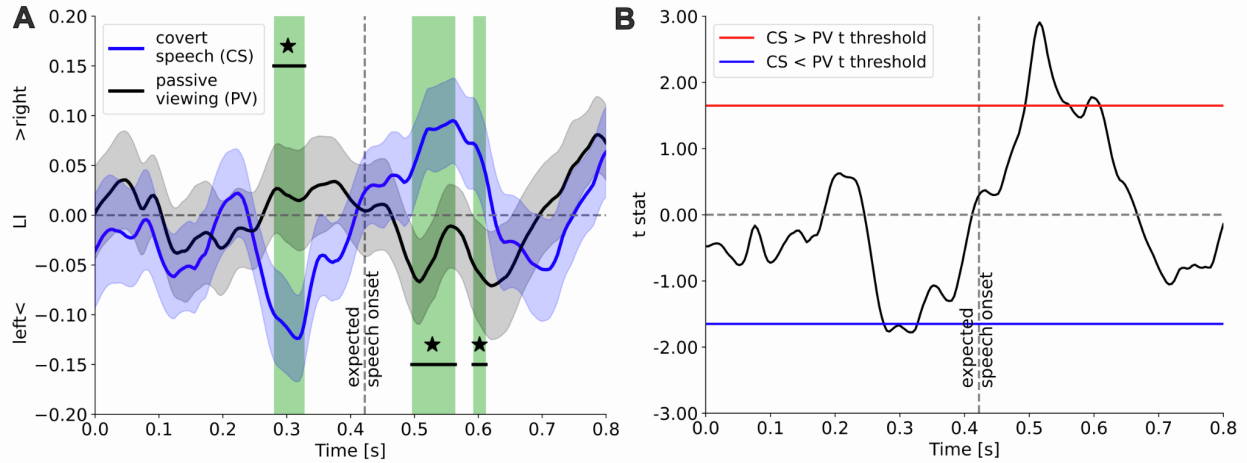 A
0.20
0.15
0.10
0.05
0.00
−0.05
−0.10
−0.15
−0.20
>right
LI
left<
covert
speech (CS)
passive
viewing (PV)
★
★
★
expected
speech onset
0.0
0.1
0.2
0.3
0.4
0.5
0.6
0.7
0.8
Time [s]
B
3.00
2.00
1.00
0.00
-1.00
-2.00
-3.00
t stat
CS > PV t threshold
CS < PV t threshold
expected
speech onset
0.0
0.1
0.2
0.3
0.4
0.5
0.6
0.7
0.8
Time [s]